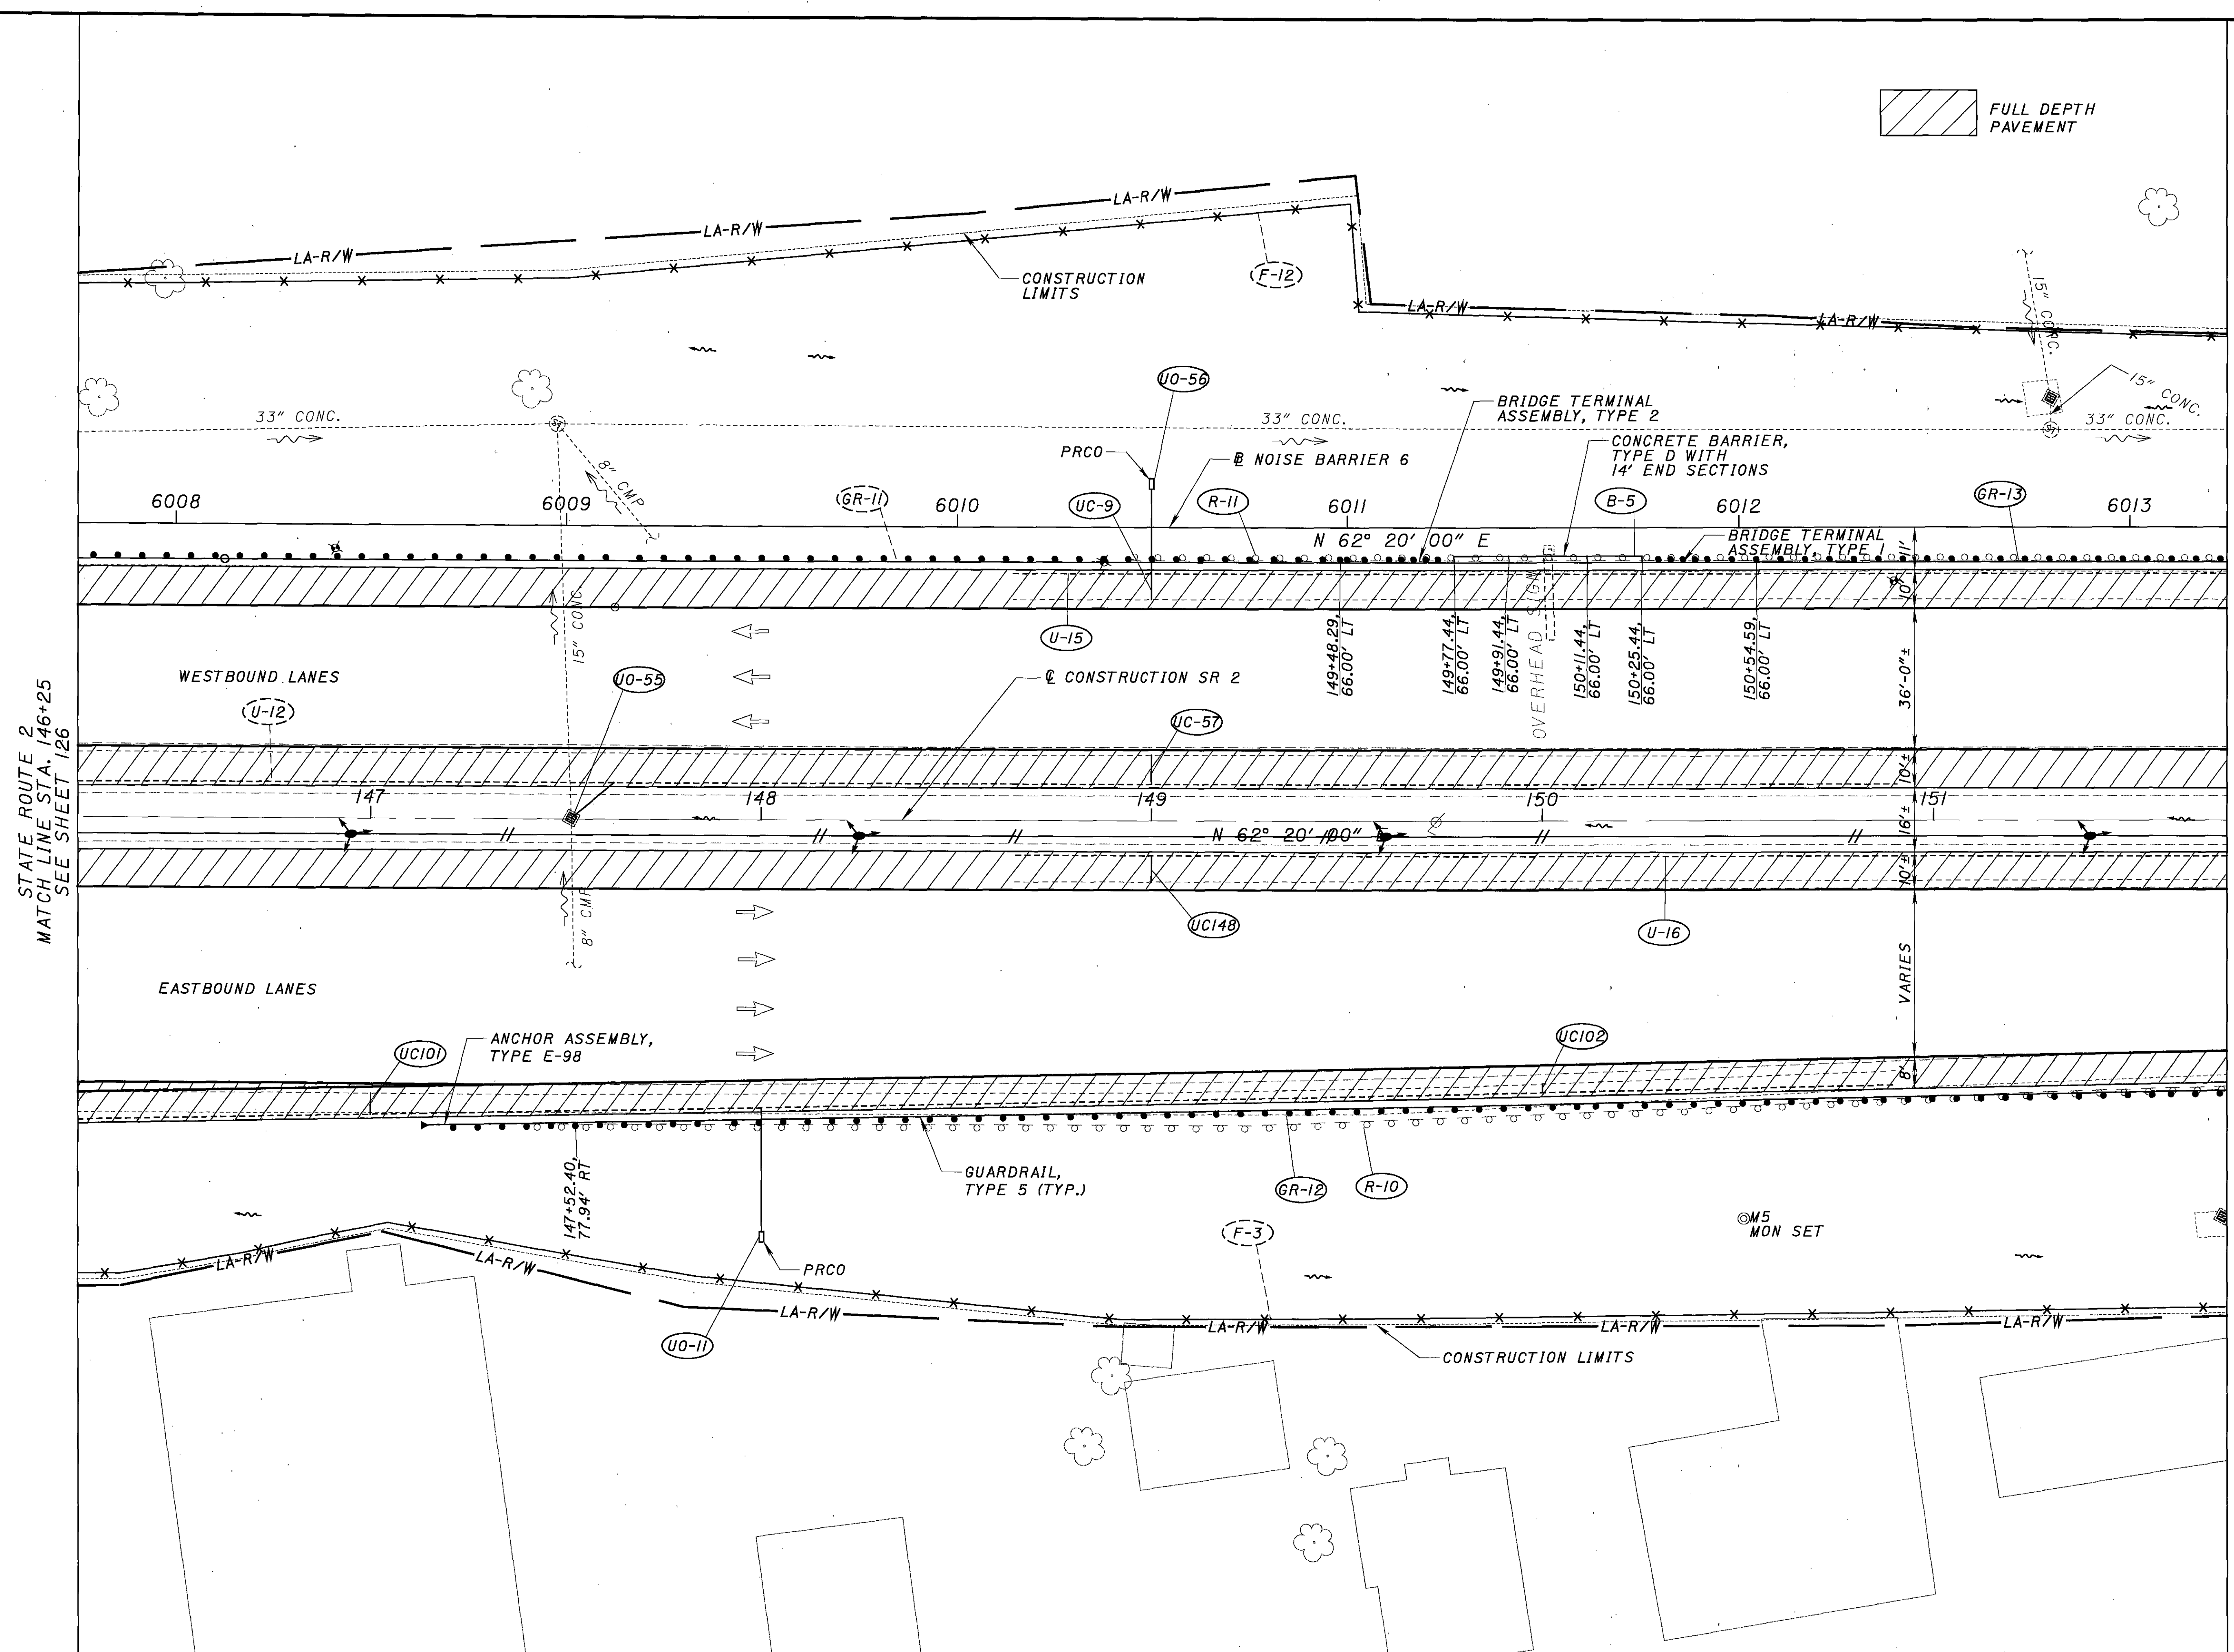 FULL DEPTH
PAVEMENT
LA-R/W
LA-R/W
LA-R/W
CONSTRUCTION
LIMITS
F-12
LA-R/W
LA-R/W
15" CONC.
15" CONC.
UO-56
BRIDGE TERMINAL
ASSEMBLY, TYPE 2
33" CONC.
33" CONC.
33" CONC.
CONCRETE BARRIER,
TYPE D WITH
14' END SECTIONS
PRCO
℄ NOISE BARRIER 6
ST
ST
8" CMP
6008
6009
GR-11
6010
UC-9
R-11
6011
B-5
6012
GR-13
6013
N 62° 20' 00" E
BRIDGE TERMINAL
ASSEMBLY, TYPE 1
11'
10'±
15" CONC.
U-15
149+48.29,
66.00' LT
149+77.44,
66.00' LT
149+91.44,
66.00' LT
OVERHEAD SIGN
150+11.44,
66.00' LT
150+25.44,
66.00' LT
150+54.59,
66.00' LT
36'-0"±
WESTBOUND LANES
UO-55
℄ CONSTRUCTION SR 2
U-12
UC-57
STATE ROUTE 2
MATCH LINE STA. 146+25
SEE SHEET 126
10'±
147
148
149
150
151
16'±
N 62° 20' 00" E
10'±
8" CMP
UC148
U-16
VARIES
EASTBOUND LANES
ANCHOR ASSEMBLY,
TYPE E-98
UC101
UC102
8'
147+52.40,
77.94' RT
GUARDRAIL,
TYPE 5 (TYP.)
GR-12
R-10
F-3
M5
MON SET
LA-R/W
LA-R/W
PRCO
LA-R/W
LA-R/W
LA-R/W
LA-R/W
UO-11
CONSTRUCTION LIMITS